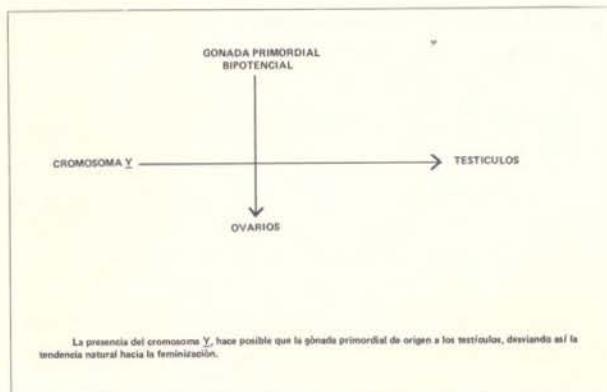 GONADA PRIMORDIAL
BIPOTENCIAL
CROMOSOMA Y
TESTICULOS
OVARIOS
La presencia del cromosoma Y, hace posible que la gònada primordial de origen a los testículos, desviando así la
tendencia natural hacia la feminización.